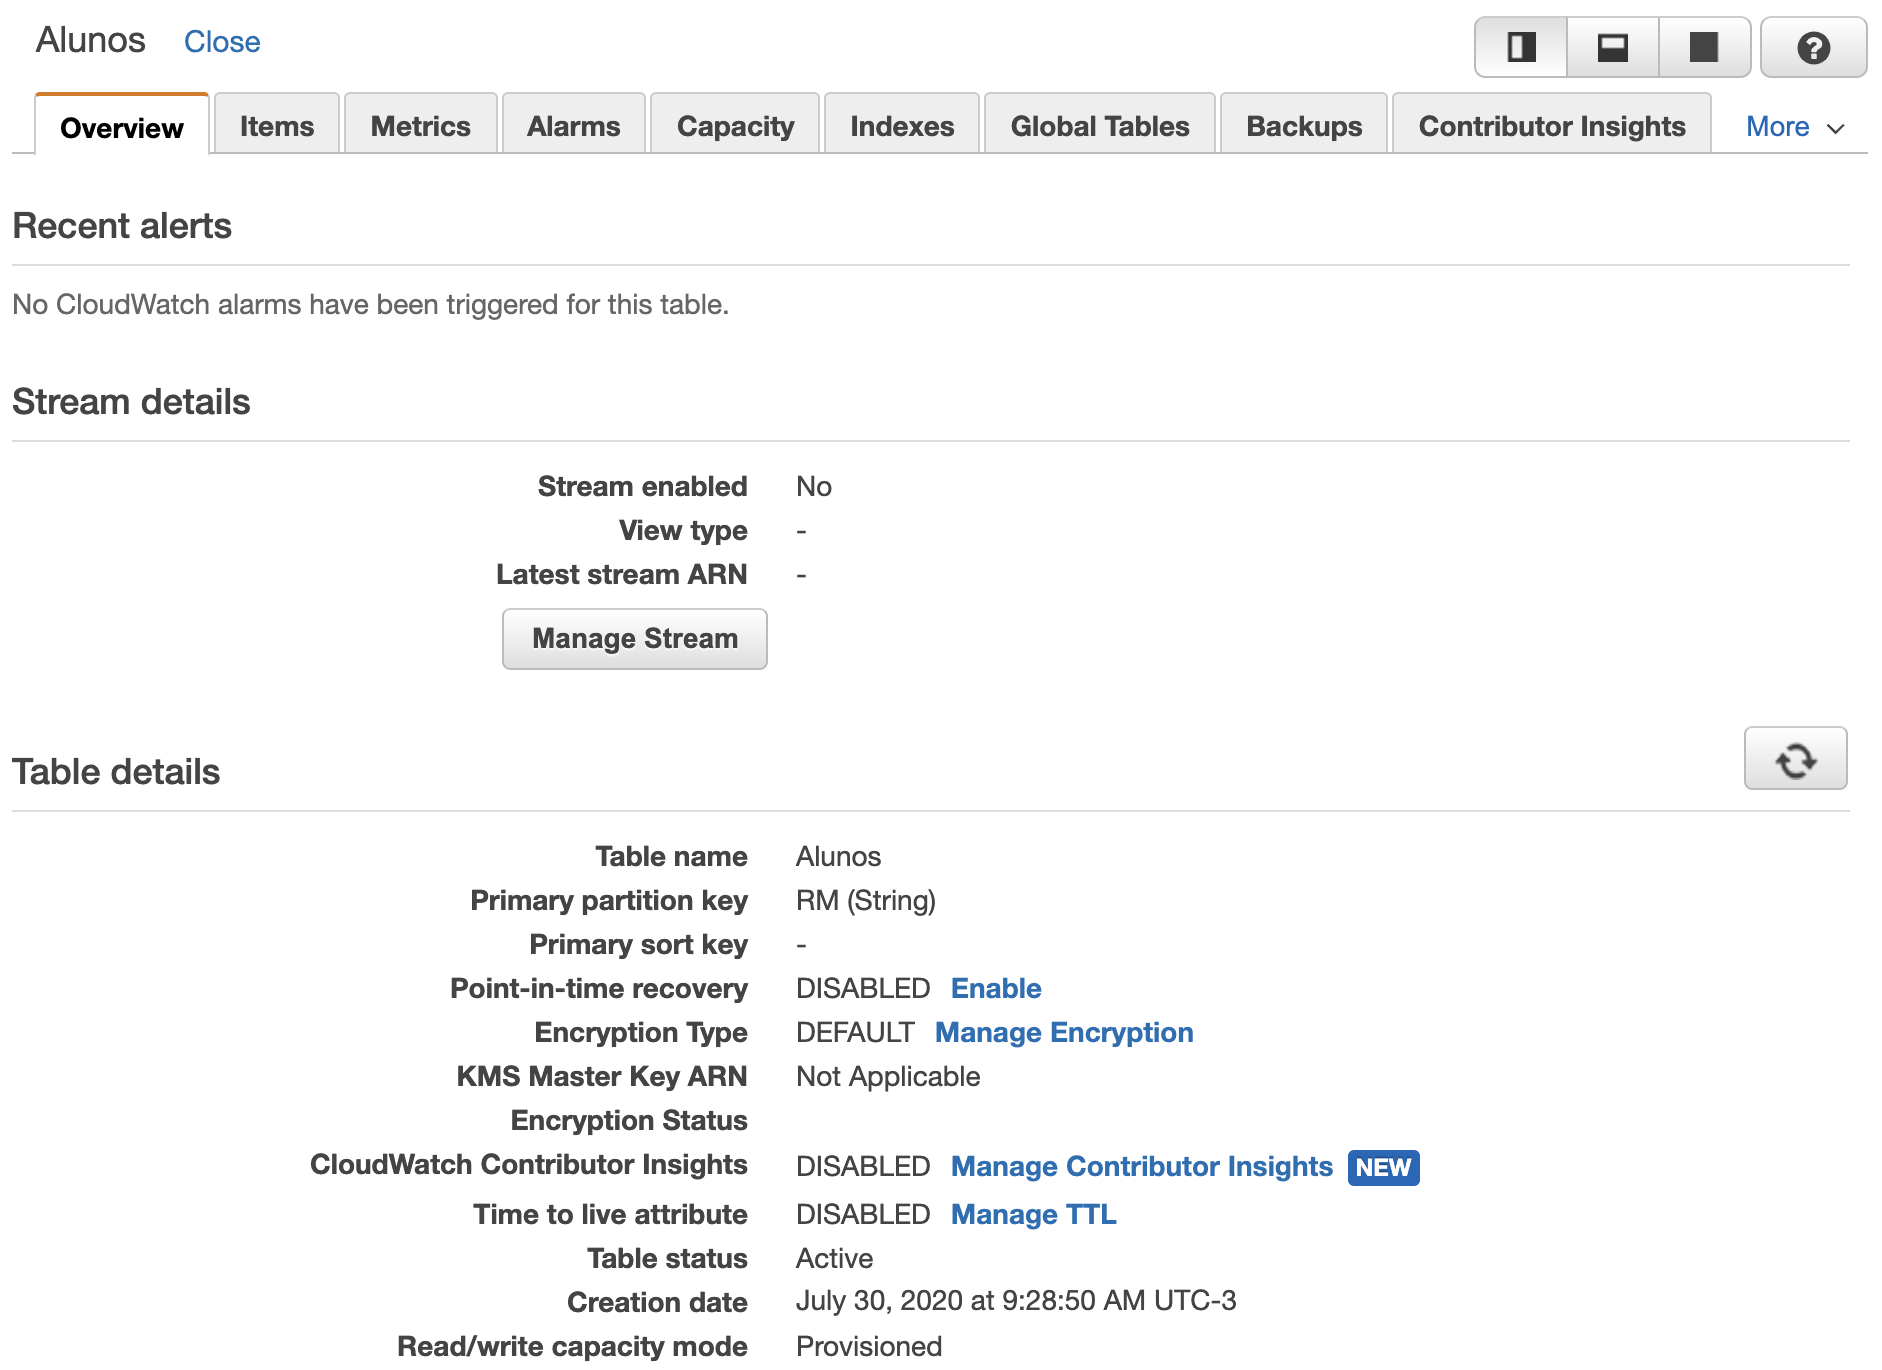 Alunos Close
Overview Items Metrics Alarms Capacity Indexes Global Tables Backups Contributor Insights More
Recent alerts
No CloudWatch alarms have been triggered for this table.
Stream details
Stream enabled No
View type -
Latest stream ARN -
Manage Stream
Table details
Table name Alunos
Primary partition key RM (String)
Primary sort key -
Point-in-time recovery DISABLED Enable
Encryption Type DEFAULT Manage Encryption
KMS Master Key ARN Not Applicable
Encryption Status
CloudWatch Contributor Insights DISABLED Manage Contributor Insights NEW
Time to live attribute DISABLED Manage TTL
Table status Active
Creation date July 30, 2020 at 9:28:50 AM UTC-3
Read/write capacity mode Provisioned